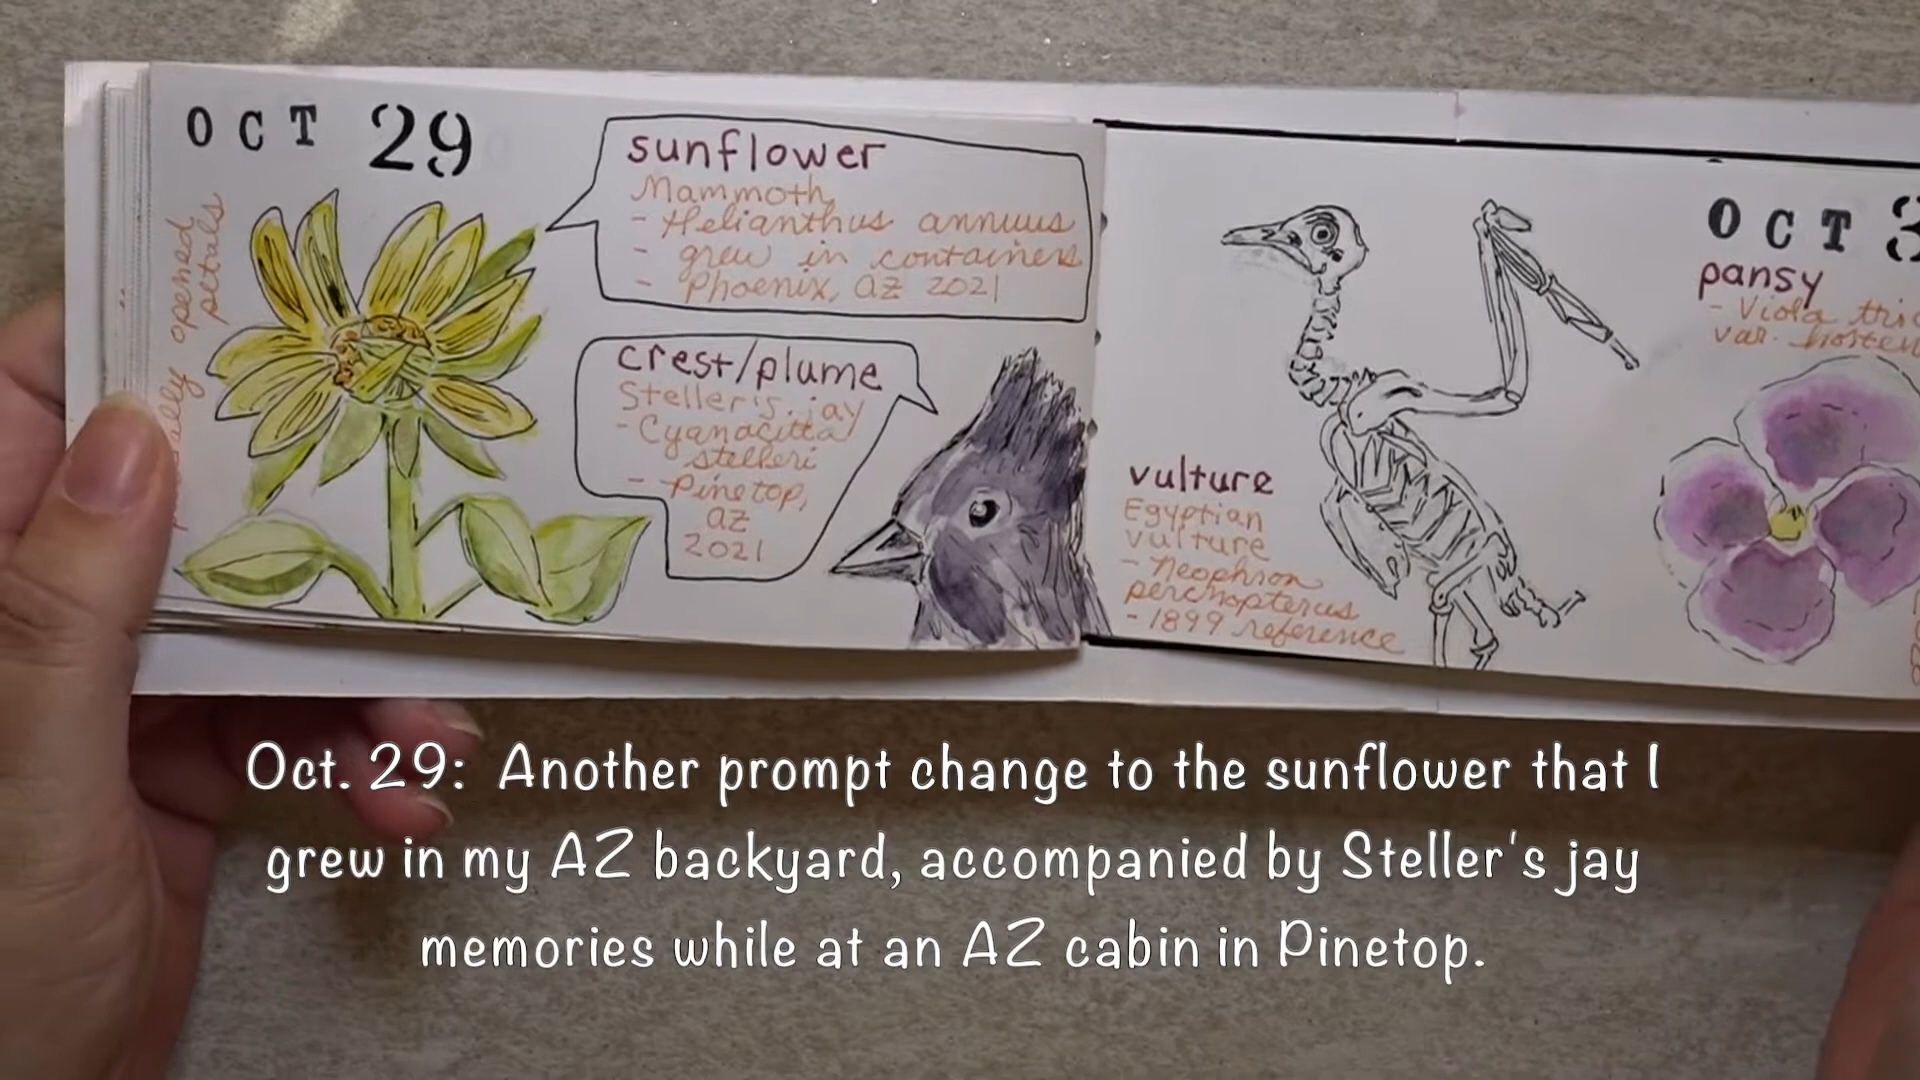 OCT 29
partially opened
petals
sunflower
Mammoth
- Helianthus annuus
- grew in containers
- Phoenix, AZ 2021
crest/plume
Steller's jay
- Cyanocitta
stelleri
- Pinetop,
AZ
2021
vulture
Egyptian
vulture
- Neophron
percnopterus
- 1899 reference
OCT 3
pansy
- Viola
var.
Oct. 29: Another prompt change to the sunflower that I
grew in my AZ backyard, accompanied by Steller's jay
memories while at an AZ cabin in Pinetop.